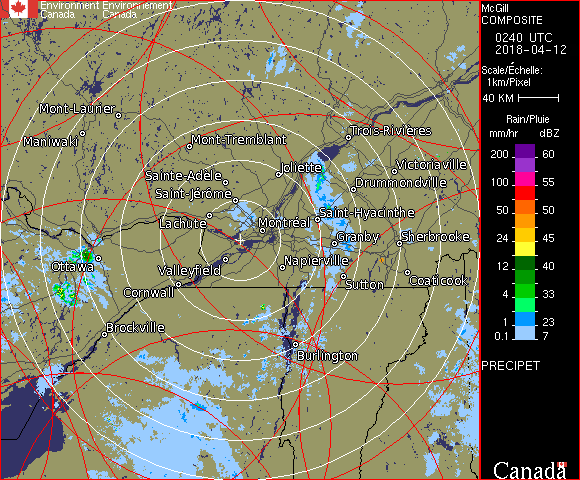 Environment Environnement
Canada Canada
McGill
COMPOSITE
0240 UTC
2018-04-12
Scale/Échelle:
1km/Pixel
40 KM
Rain/Pluie
mm/hr dBZ
200 60
100 55
50 50
24 45
12 40
4 33
1 23
0.1 7
PRECIPET
Canada
Mont-Laurier
Maniwaki
Mont-Tremblant
Trois-Rivières
Joliette
Victoriaville
Sainte-Adèle
Drummondville
Saint-Jérôme
Lachute
Saint-Hyacinthe
Montréal
Granby
Sherbrooke
Ottawa
Valleyfield
Napierville
Cornwall
Sutton
Coaticook
Brockville
Burlington